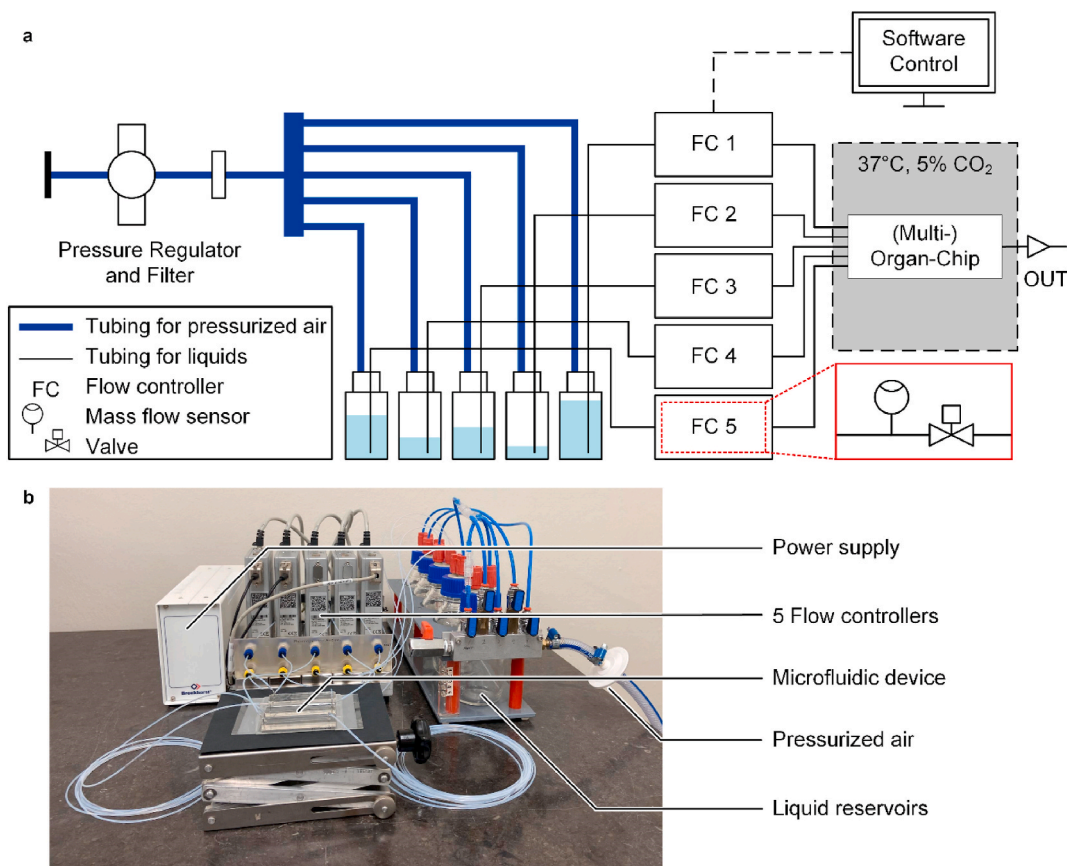 a
Software
Control
FC 1
37°C, 5% CO₂
FC 2
(Multi-)
Organ-Chip
Pressure Regulator
and Filter
FC 3
OUT
Tubing for pressurized air
Tubing for liquids
FC 4
FC Flow controller
Mass flow sensor
FC 5
Valve
b
Power supply
5 Flow controllers
Microfluidic device
Bronkhorst
Pressurized air
Liquid reservoirs